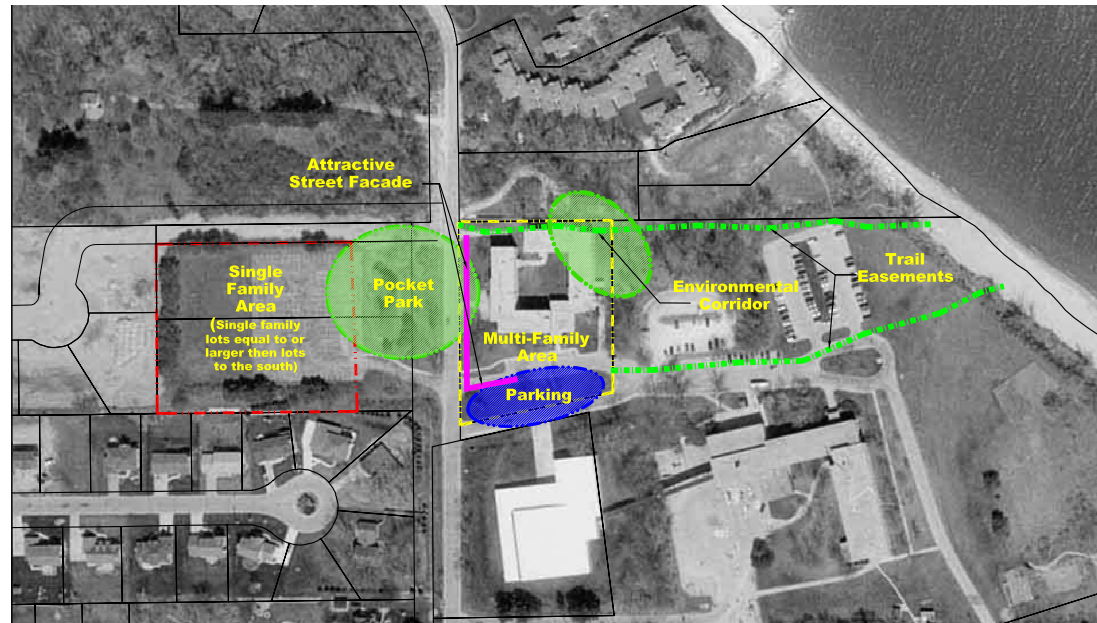 Attractive
Street Facade
Single
Family
Area
(Single family
lots equal to or
larger then lots
to the south)
Pocket
Park
Multi-Family
Area
Parking
Environmental
Corridor
Trail
Easements